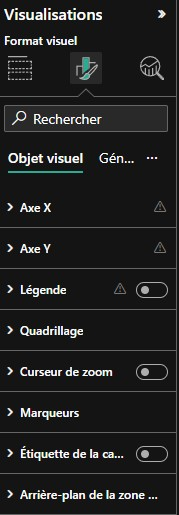 Visualisations
Format visuel
Rechercher
Objet visuel Gén... ...
Axe X
Axe Y
Légende
Quadrillage
Curseur de zoom
Marqueurs
Étiquette de la ca...
Arrière-plan de la zone ...